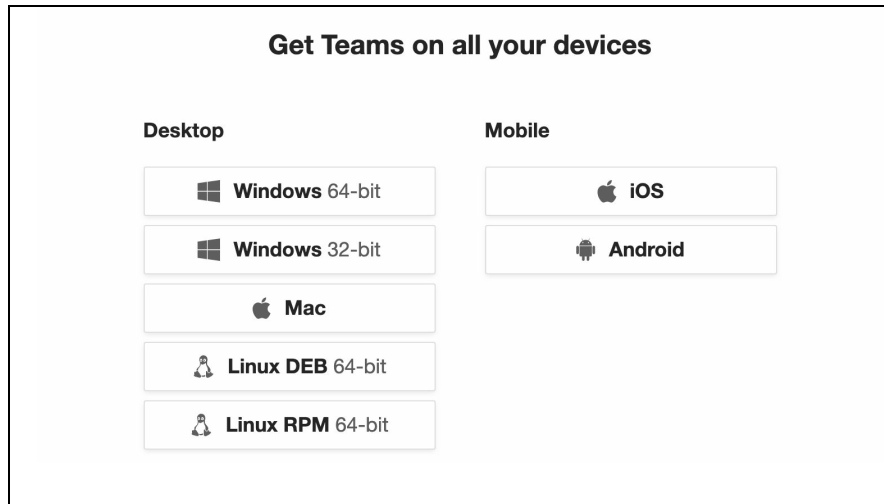 Get Teams on all your devices
Desktop
Windows 64-bit
Windows 32-bit
Mac
Linux DEB 64-bit
Linux RPM 64-bit
Mobile
iOS
Android